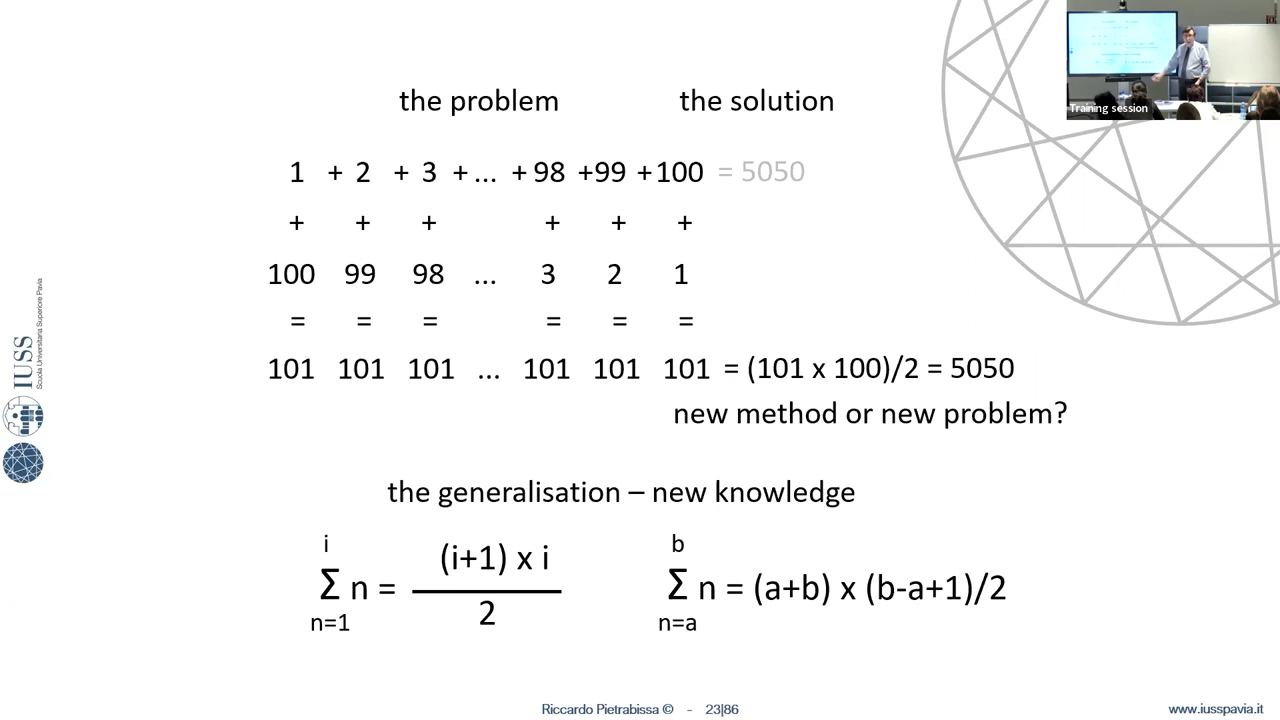 Training session
the problem the solution
1 + 2 + 3 + ... + 98 +99 +100 = 5050
+ + + + + +
100 99 98 ... 3 2 1
= = = = = =
101 101 101 ... 101 101 101 = (101 x 100)/2 = 5050
new method or new problem?
the generalisation – new knowledge
i
Σ n = (i+1) x i
2
n=1
b
Σ n = (a+b) x (b-a+1)/2
n=a
IUSS
Scuola Universitaria Superiore Pavia
Riccardo Pietrabissa © - 23|86
www.iusspavia.it